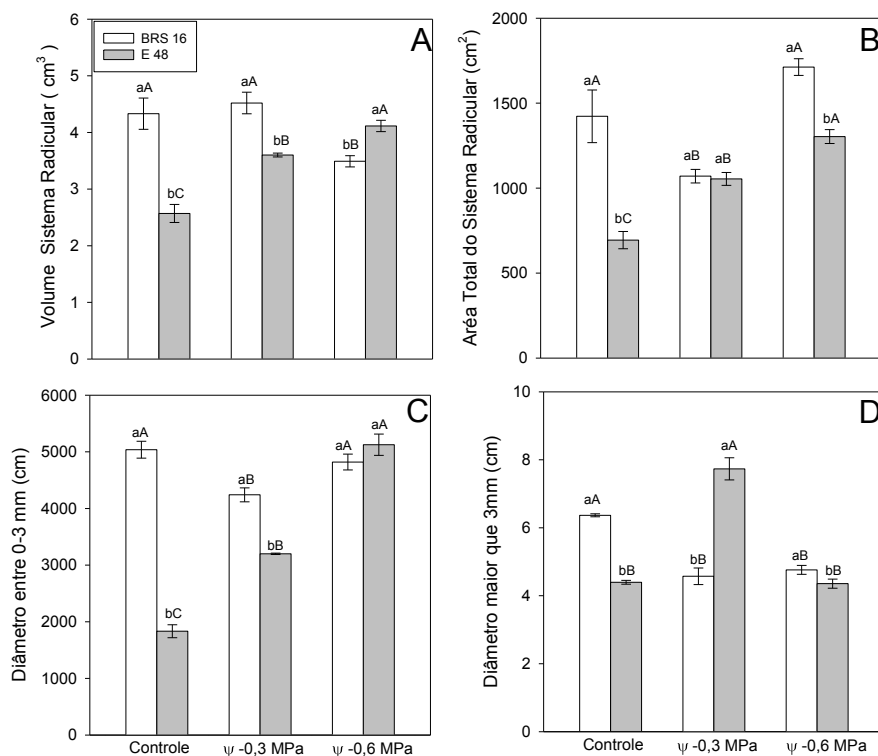 A
BRS 16
E 48
Volume Sistema Radicular ( cm³ )
6
5
4
3
2
1
0
aA
bC
aA
bB
bB
aA
B
Aréa Total do Sistema Radicular (cm²)
2000
1500
1000
500
0
aA
bC
aB
aB
aA
bA
C
Diâmetro entre 0-3 mm (cm)
6000
5000
4000
3000
2000
1000
0
aA
bC
aB
bB
aA
aA
Controle
ψ -0,3 MPa
ψ -0,6 MPa
D
Diâmetro maior que 3mm (cm)
10
8
6
4
2
0
aA
bB
bB
aA
aB
bB
Controle
ψ -0,3 MPa
ψ -0,6 MPa